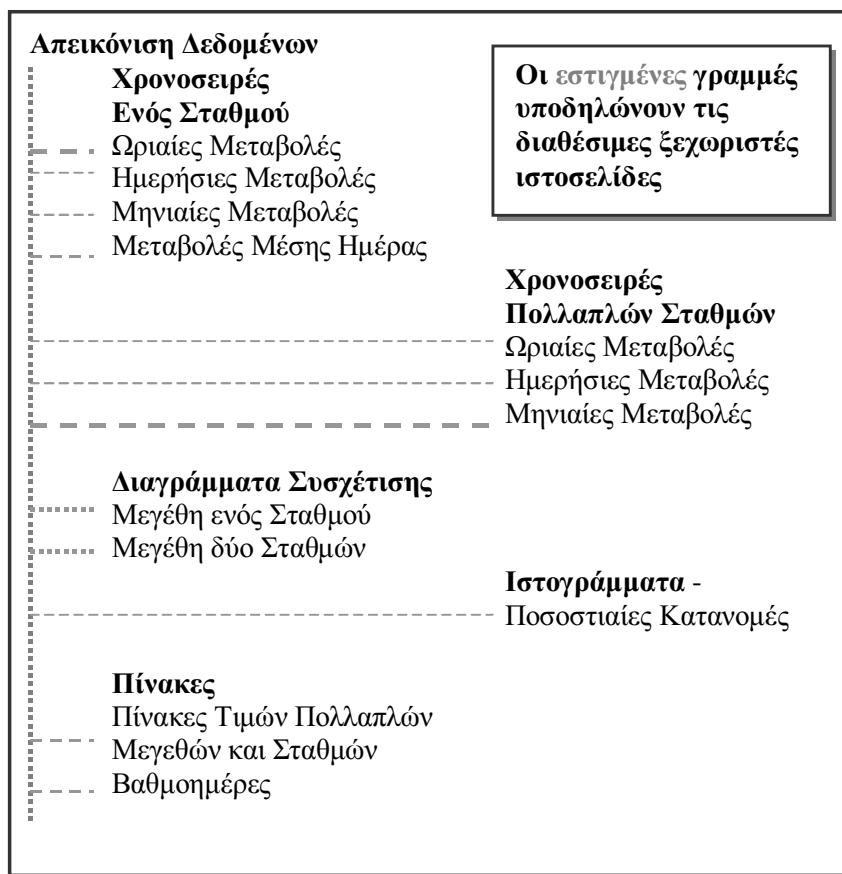 Απεικόνιση Δεδομένων
Χρονοσειρές
Ενός Σταθμού
Ωριαίες Μεταβολές
Ημερήσιες Μεταβολές
Μηνιαίες Μεταβολές
Μεταβολές Μέσης Ημέρας
Οι εστιγμένες γραμμές
υποδηλώνουν τις
διαθέσιμες ξεχωριστές
ιστοσελίδες
Χρονοσειρές
Πολλαπλών Σταθμών
Ωριαίες Μεταβολές
Ημερήσιες Μεταβολές
Μηνιαίες Μεταβολές
Διαγράμματα Συσχέτισης
Μεγέθη ενός Σταθμού
Μεγέθη δύο Σταθμών
Ιστογράμματα -
Ποσοστιαίες Κατανομές
Πίνακες
Πίνακες Τιμών Πολλαπλών
Μεγεθών και Σταθμών
Βαθμοημέρες